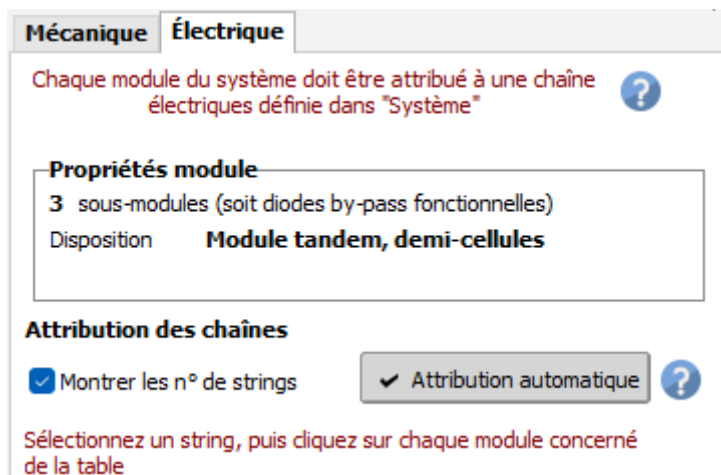 Mécanique Électrique
Chaque module du système doit être attribué à une chaîne
électriques définie dans "Système"
?
Propriétés module
3 sous-modules (soit diodes by-pass fonctionnelles)
Disposition Module tandem, demi-cellules
Attribution des chaînes
Montrer les n° de strings Attribution automatique ?
Sélectionnez un string, puis cliquez sur chaque module concerné
de la table